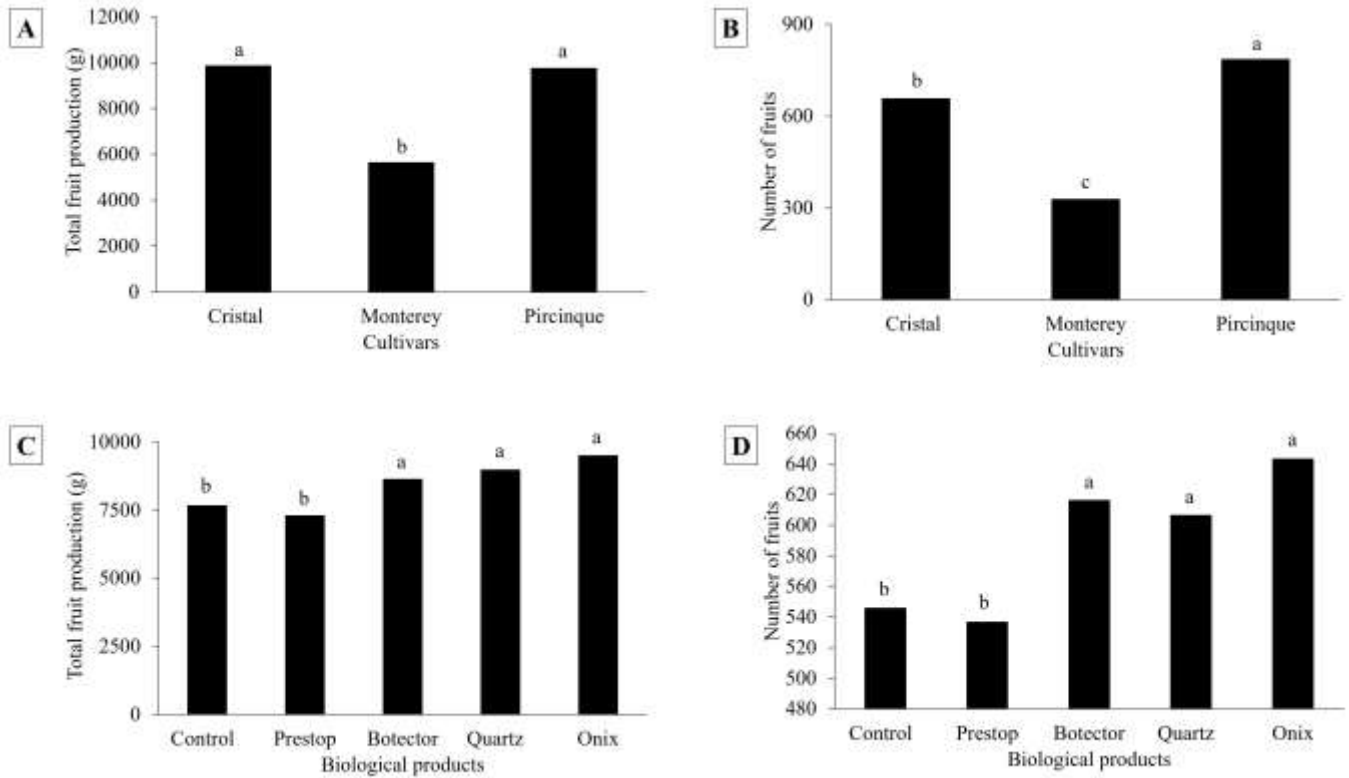 A
Total fruit production (g)
12000
10000
8000
6000
4000
2000
0
a
b
a
Cristal Monterey Pircinque
Cultivars
B
Number of fruits
900
600
300
0
b
c
a
Cristal Monterey Pircinque
Cultivars
C
Total fruit production (g)
10000
7500
5000
2500
0
b
b
a
a
a
Control Prestop Botector Quartz Onix
Biological products
D
Number of fruits
660
640
620
600
580
560
540
520
500
480
b
b
a
a
a
Control Prestop Botector Quartz Onix
Biological products